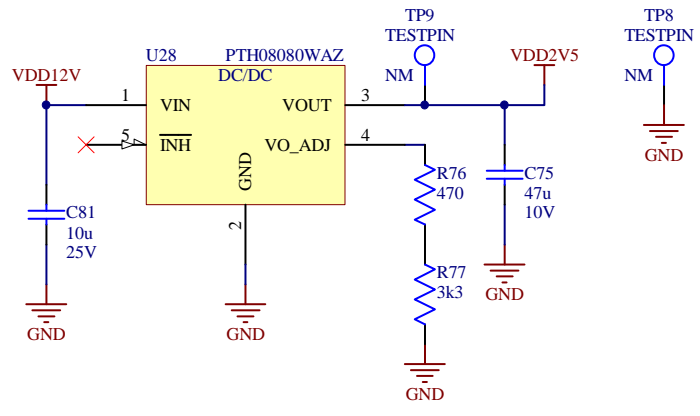 TP9
TESTPIN
TP8
TESTPIN
U28
PTH08080WAZ
VDD12V
DC/DC
NM
VDD2V5
NM
1
VIN
VOUT
3
5
INH
VO_ADJ
4
GND
GND
2
R76
470
C75
47u
10V
C81
10u
25V
R77
3k3
GND
GND
GND
GND